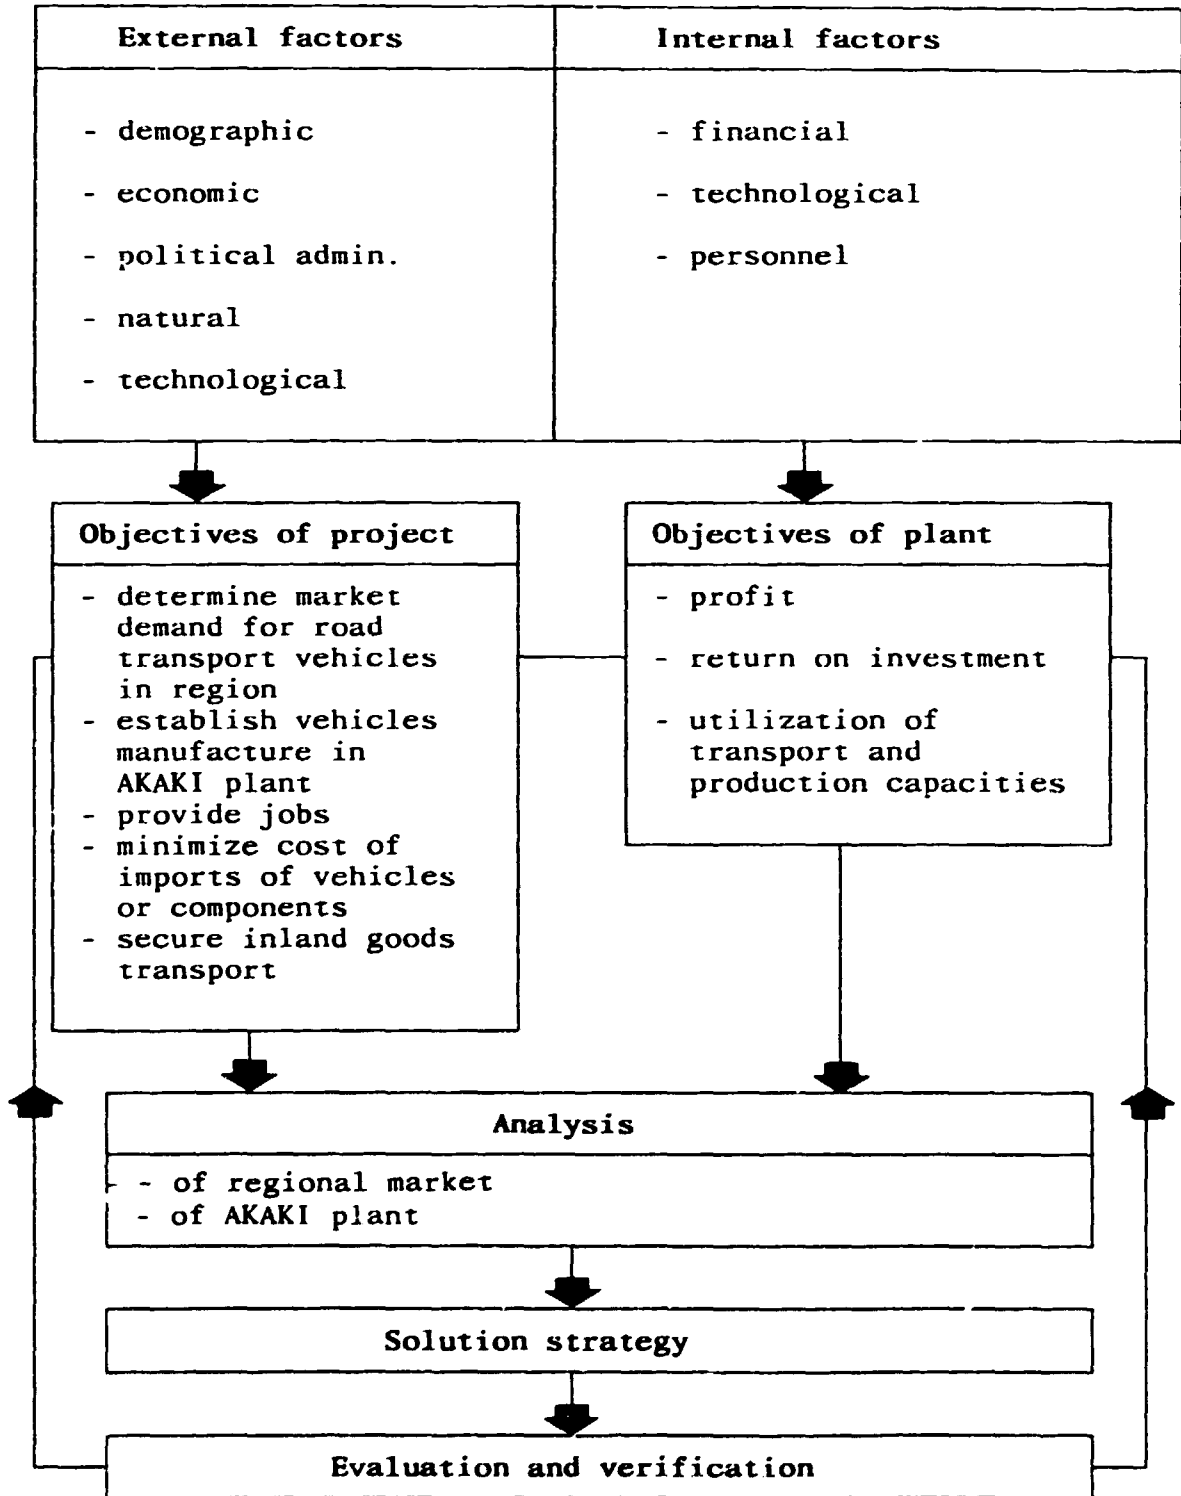 External factors
Internal factors
- demographic
- economic
- political admin.
- natural
- technological
- financial
- technological
- personnel
Objectives of project
- determine market
demand for road
transport vehicles
in region
- establish vehicles
manufacture in
AKAKI plant
- provide jobs
- minimize cost of
imports of vehicles
or components
- secure inland goods
transport
Objectives of plant
- profit
- return on investment
- utilization of
transport and
production capacities
Analysis
- of regional market
- of AKAKI plant
Solution strategy
Evaluation and verification